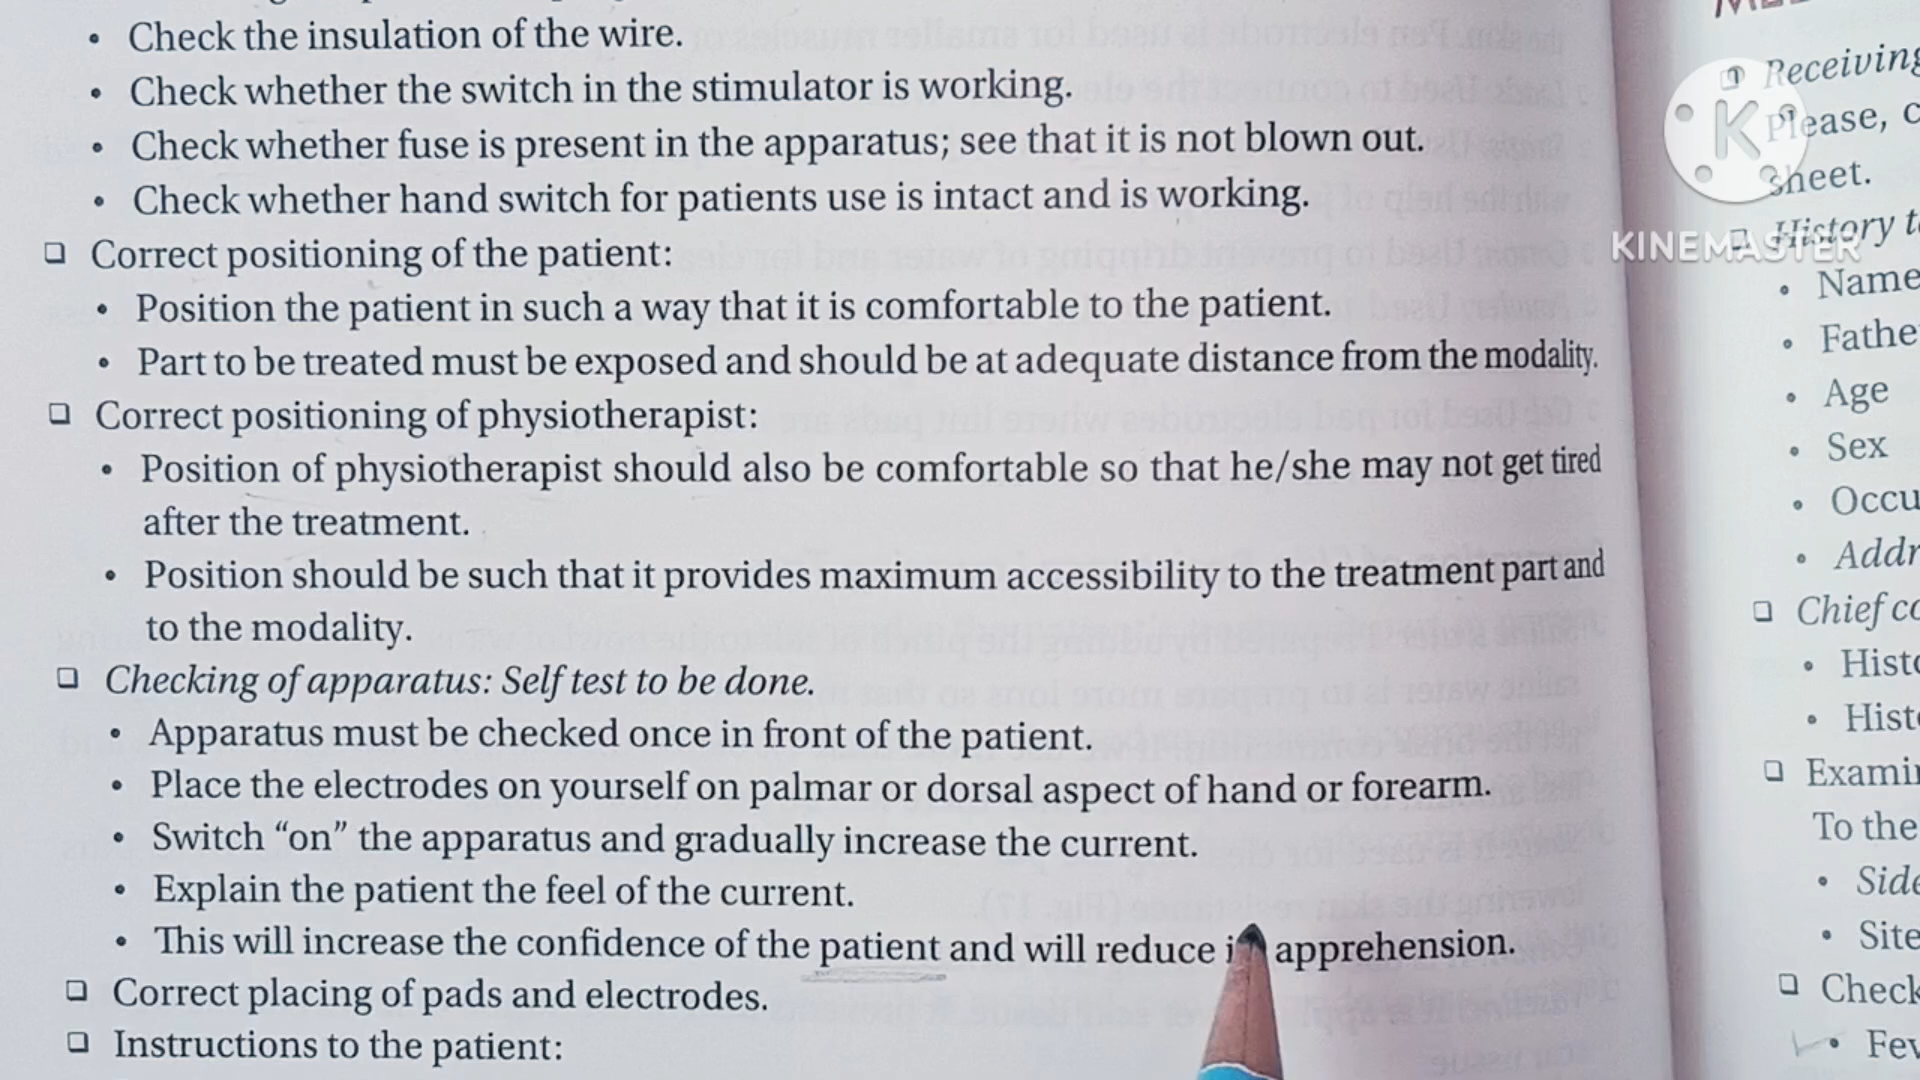 • Check the insulation of the wire.
• Check whether the switch in the stimulator is working.
• Check whether fuse is present in the apparatus; see that it is not blown out.
• Check whether hand switch for patients use is intact and is working.
❑ Correct positioning of the patient:
• Position the patient in such a way that it is comfortable to the patient.
• Part to be treated must be exposed and should be at adequate distance from the modality.
❑ Correct positioning of physiotherapist:
• Position of physiotherapist should also be comfortable so that he/she may not get tired
after the treatment.
• Position should be such that it provides maximum accessibility to the treatment part and
to the modality.
❑ Checking of apparatus: Self test to be done.
• Apparatus must be checked once in front of the patient.
• Place the electrodes on yourself on palmar or dorsal aspect of hand or forearm.
• Switch “on” the apparatus and gradually increase the current.
• Explain the patient the feel of the current.
• This will increase the confidence of the patient and will reduce apprehension.
❑ Correct placing of pads and electrodes.
❑ Instructions to the patient:
❑ Receiving
Please, c
sheet.
❑ History t
• Name
• Fathe
• Age
• Sex
• Occu
• Addr
❑ Chief co
• Histo
• Histo
❑ Examin
To the
• Side
• Site
❑ Check
• Fev
K
KINEMASTER